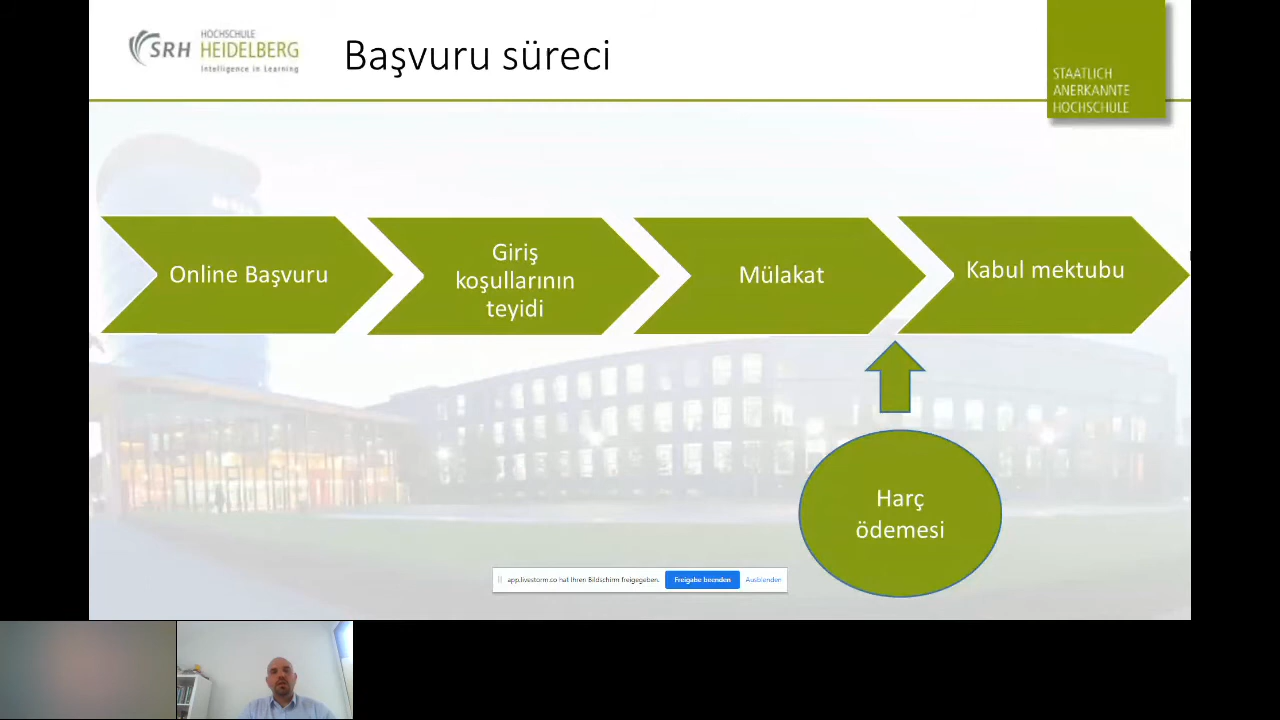 SRH
HOCHSCHULE
HEIDELBERG
Intelligence in Learning
Başvuru süreci
STAATLICH
ANERKANNTE
HOCHSCHULE
Online Başvuru
Giriş
koşullarının
teyidi
Mülakat
Kabul mektubu
Harç
ödemesi
app.livestorm.co hat Ihren Bildschirm freigegeben.
Freigabe beenden
Ausblenden